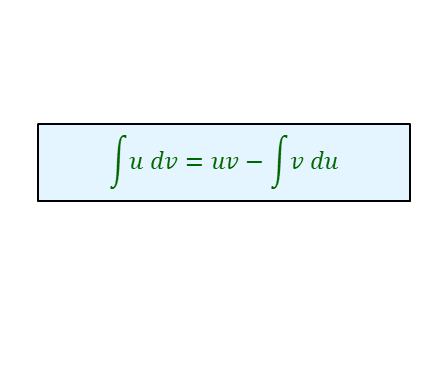 ∫u dv = uv − ∫v du